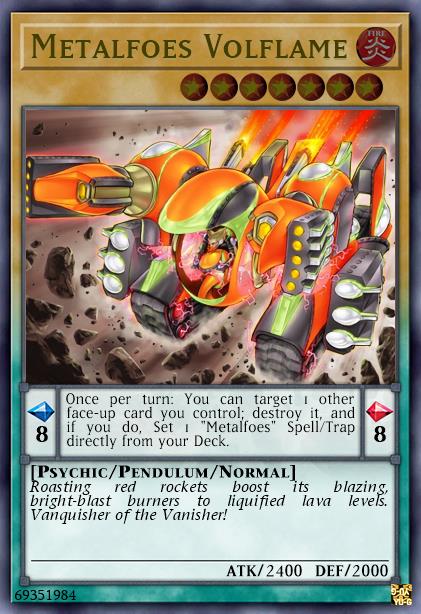 Metalfoes Volflame
FIRE
炎
Once per turn: You can target 1 other
face-up card you control; destroy it, and
if you do, Set 1 "Metalfoes" Spell/Trap
directly from your Deck.
8
8
[Psychic/Pendulum/Normal]
Roasting red rockets boost its blazing,
bright-blast burners to liquified lava levels.
Vanquisher of the Vanisher!
ATK/2400 DEF/2000
69351984